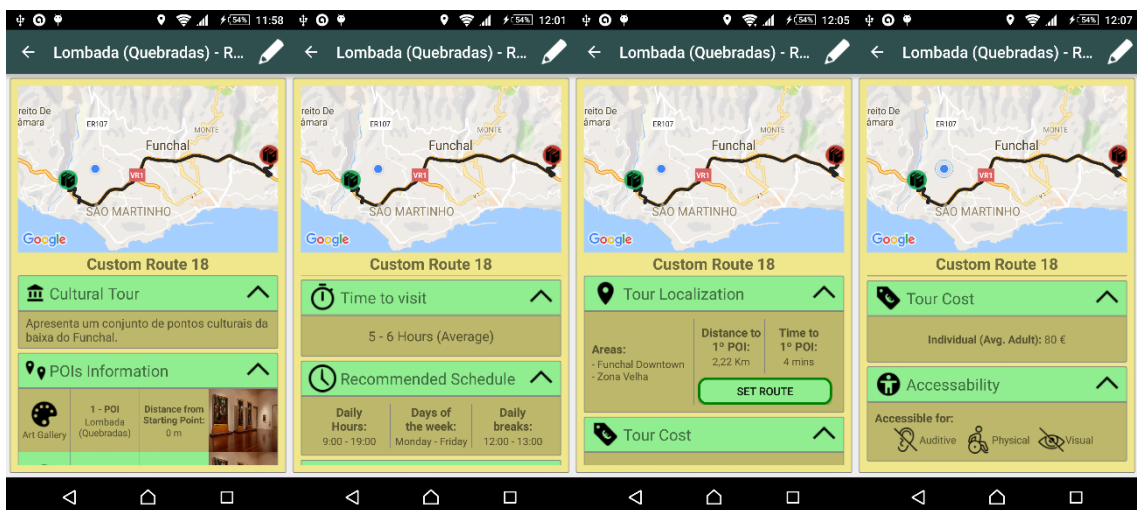 54% 11:58
Lombada (Quebradas) - R...
reito De
âmara
ER107
MONTE
Funchal
VR1
SÃO MARTINHO
Google
Custom Route 18
Cultural Tour
Apresenta um conjunto de pontos culturais da
baixa do Funchal.
POIs Information
Art Gallery
1 - POI
Lombada
(Quebradas)
Distance from
Starting Point:
0 m
54% 12:01
Lombada (Quebradas) - R...
reito De
âmara
ER107
MONTE
Funchal
VR1
SÃO MARTINHO
Google
Custom Route 18
Time to visit
5 - 6 Hours (Average)
Recommended Schedule
Daily
Hours:
9:00 - 19:00
Days of
the week:
Monday - Friday
Daily
breaks:
12:00 - 13:00
54% 12:05
Lombada (Quebradas) - R...
reito De
âmara
ER107
MONTE
Funchal
VR1
SÃO MARTINHO
Google
Custom Route 18
Tour Localization
Areas:
- Funchal Downtown
- Zona Velha
Distance to
1º POI:
2,22 Km
Time to
1º POI:
4 mins
SET ROUTE
Tour Cost
54% 12:07
Lombada (Quebradas) - R...
reito De
âmara
ER107
MONTE
Funchal
VR1
SÃO MARTINHO
Google
Custom Route 18
Tour Cost
Individual (Avg. Adult): 80 €
Accessability
Accessible for:
Auditive
Physical
Visual